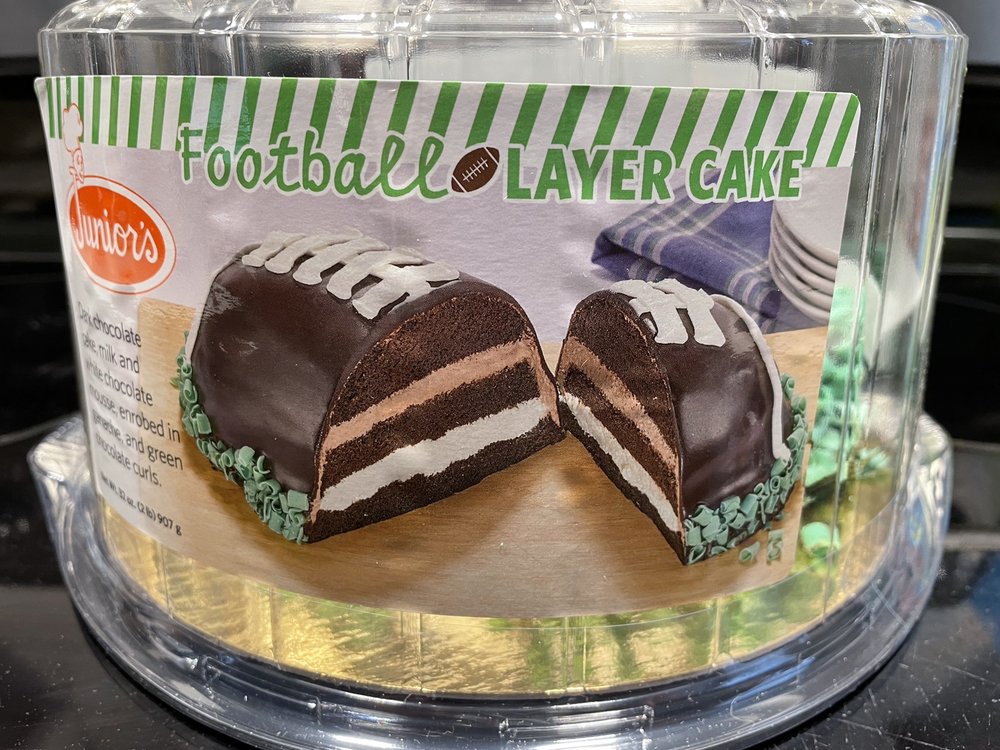 Football LAYER CAKE
Junior's
Dark chocolate
cake, milk and
white chocolate
mousse, enrobed in
ganache, and green
chocolate curls.
Net Wt. 32 oz. (2 lb) 907 g